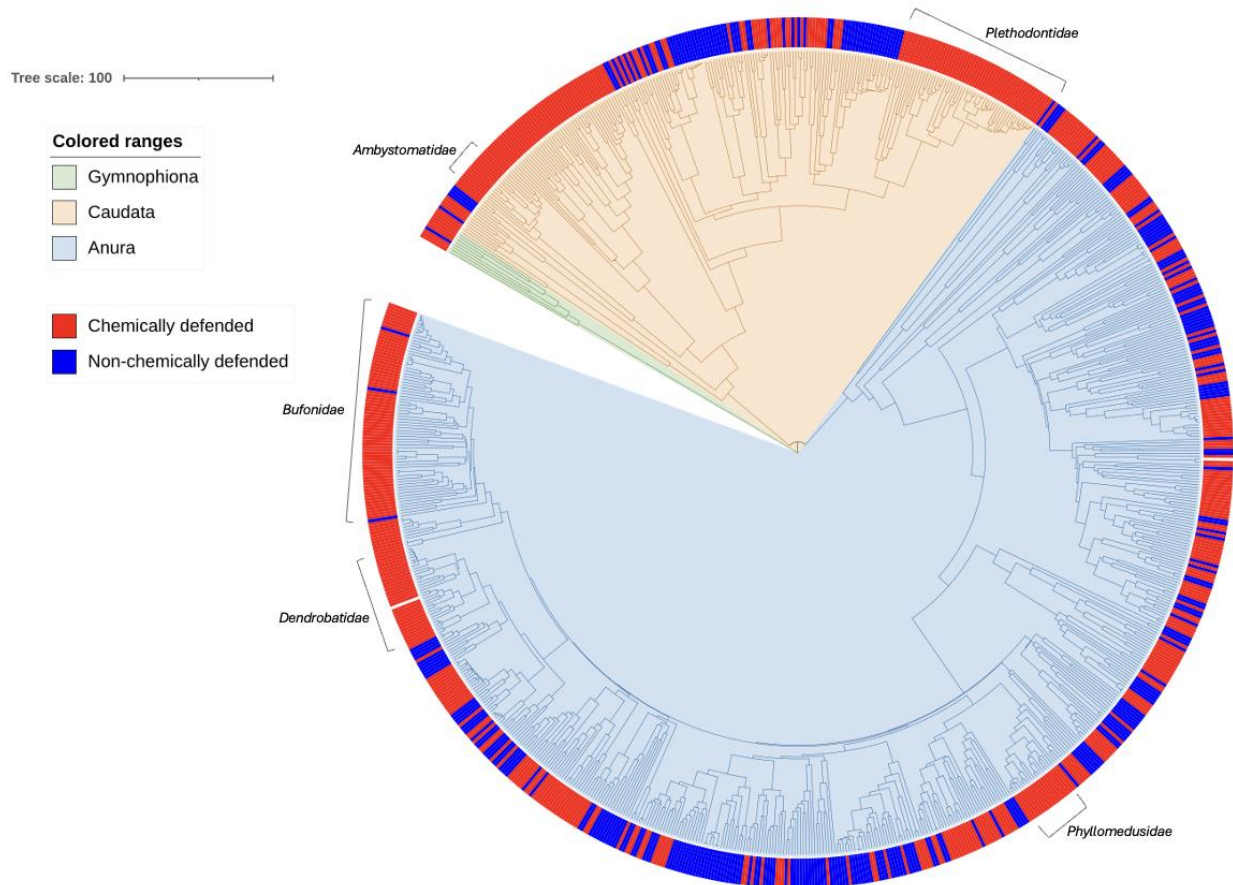 Plethodontidae
Tree scale: 100
Colored ranges
Gymnophiona
Caudata
Anura
Chemically defended
Non-chemically defended
Ambystomatidae
Bufonidae
Dendrobatidae
Phyllomedusidae